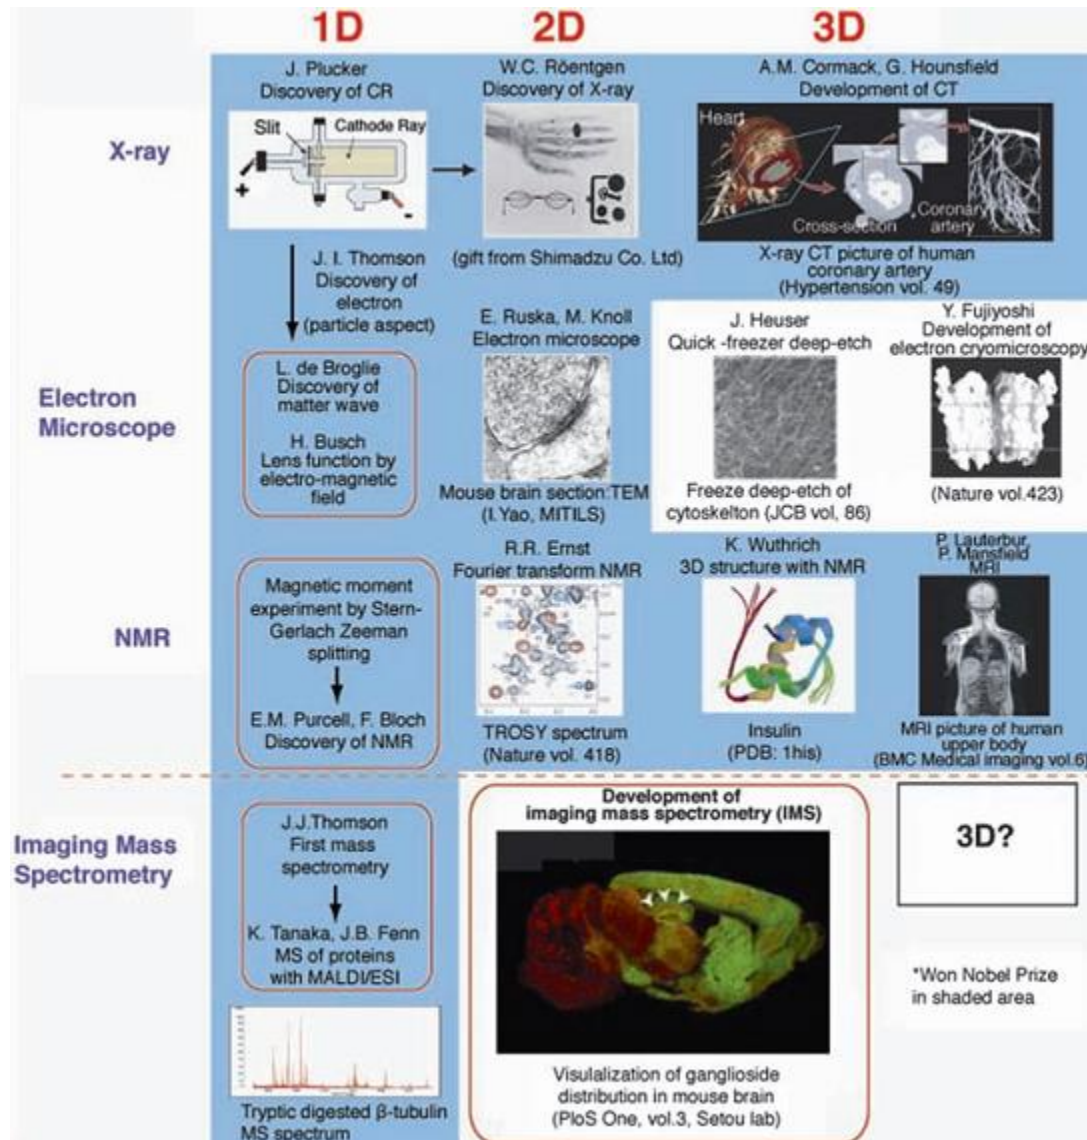 1D
2D
3D
X-ray
J. Plucker
Discovery of CR
Slit
Cathode Ray
+
-
W.C. Röentgen
Discovery of X-ray
(gift from Shimadzu Co. Ltd)
A.M. Cormack, G. Hounsfield
Development of CT
Heart
Cross-section
Coronary
artery
X-ray CT picture of human
coronary artery
(Hypertension vol. 49)
J. I. Thomson
Discovery of
electron
(particle aspect)
Electron
Microscope
L. de Broglie
Discovery of
matter wave
H. Busch
Lens function by
electro-magnetic
field
E. Ruska, M. Knoll
Electron microscope
Mouse brain section:TEM
(I.Yao, MITILS)
J. Heuser
Quick -freezer deep-etch
Freeze deep-etch of
cytoskelton (JCB vol, 86)
Y. Fujiyoshi
Development of
electron cryomicroscopy
(Nature vol.423)
NMR
Magnetic moment
experiment by Stern-
Gerlach Zeeman
splitting
E.M. Purcell, F. Bloch
Discovery of NMR
R.R. Ernst
Fourier transform NMR
TROSY spectrum
(Nature vol. 418)
K. Wuthrich
3D structure with NMR
Insulin
(PDB: 1his)
P. Lauterbur,
P. Mansfield
MRI
MRI picture of human
upper body
(BMC Medical imaging vol.6)
Imaging Mass
Spectrometry
J.J.Thomson
First mass
spectrometry
K. Tanaka, J.B. Fenn
MS of proteins
with MALDI/ESI
Tryptic digested β-tubulin
MS spectrum
Development of
imaging mass spectrometry (IMS)
Visulalization of ganglioside
distribution in mouse brain
(PloS One, vol.3, Setou lab)
3D?
*Won Nobel Prize
in shaded area